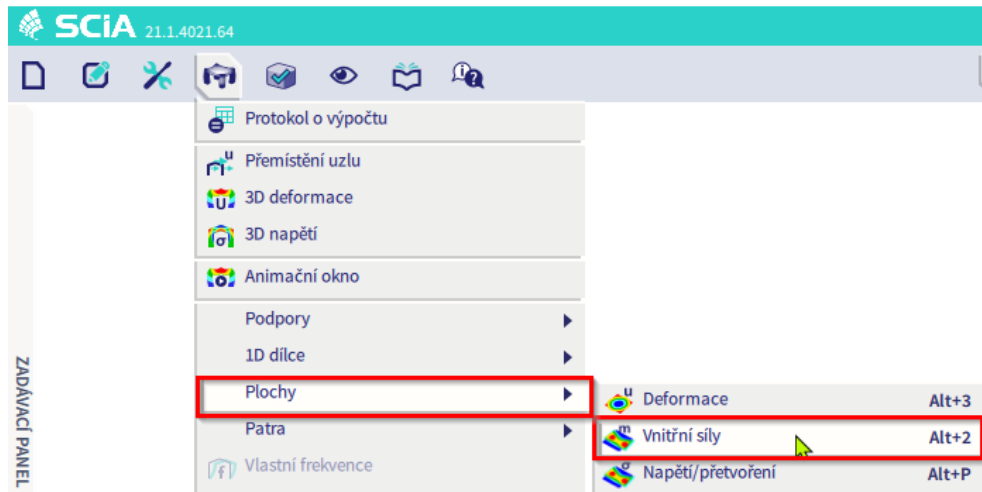 SCiA 21.1.4021.64
Protokol o výpočtu
Přemístění uzlu
3D deformace
3D napětí
Animační okno
Podpory
1D dílce
Plochy
Deformace Alt+3
Patra
Vnitřní síly Alt+2
Vlastní frekvence
Napětí/přetvoření Alt+P
ZADÁVACÍ PANEL